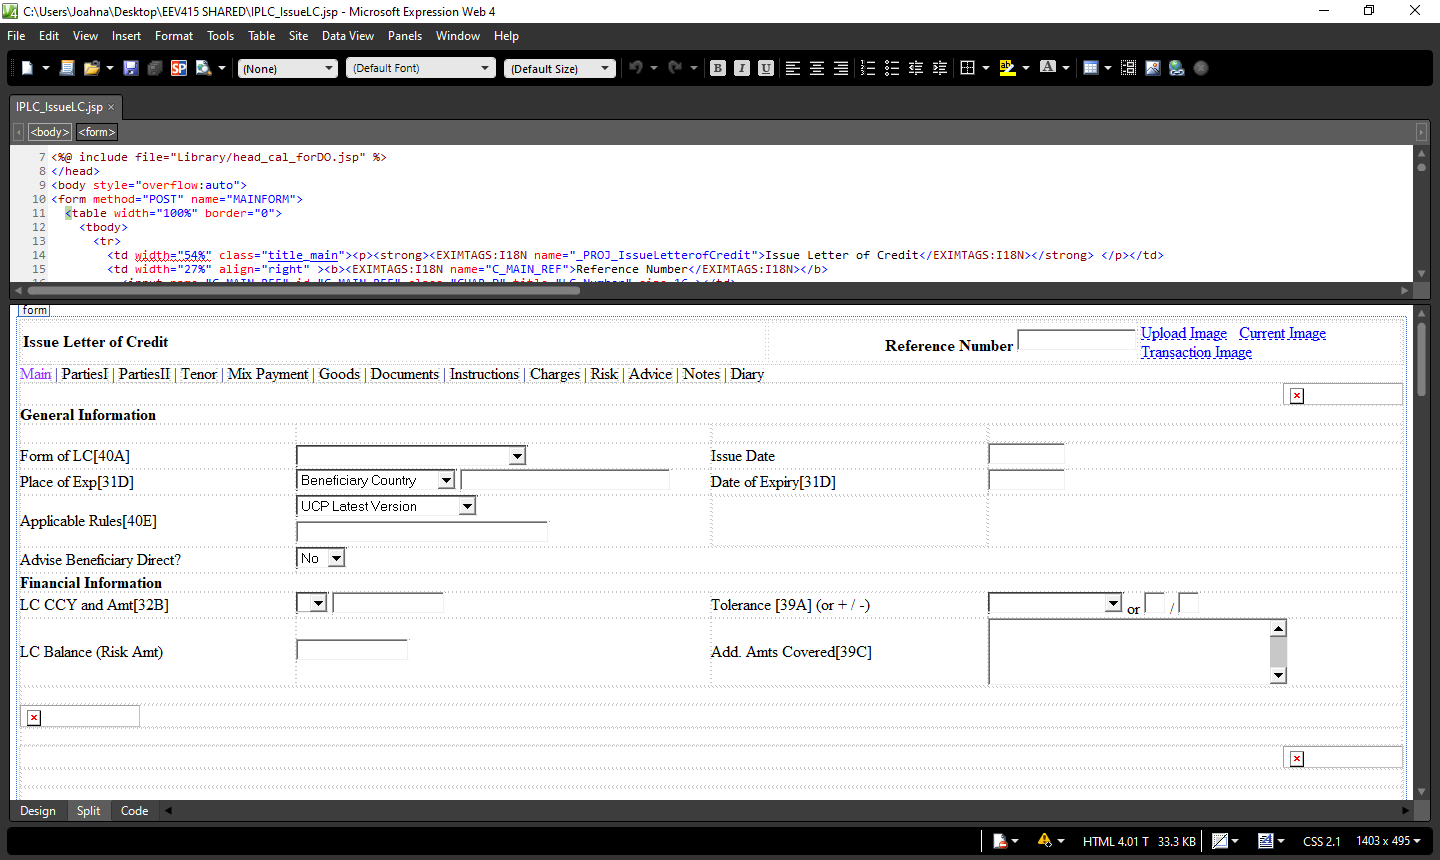 C:\Users\Joahna\Desktop\EEV415 SHARED\IPLC_IssueLC.jsp - Microsoft Expression Web 4
File Edit View Insert Format Tools Table Site Data View Panels Window Help
SP (None) (Default Font) (Default Size) B I U ab A
IPLC_IssueLC.jsp ×
<body> <form>
7 <%@ include file="Library/head_cal_forDO.jsp" %>
8 </head>
9 <body style="overflow:auto">
10 <form method="POST" name="MAINFORM">
11 <table width="100%" border="0">
12 <tbody>
13 <tr>
14 <td width="54%" class="title_main"><p><strong><EXIMTAGS:I18N name="_PROJ_IssueLetterofCredit">Issue Letter of Credit</EXIMTAGS:I18N></strong> </p></td>
15 <td width="27%" align="right" ><b><EXIMTAGS:I18N name="C_MAIN_REF">Reference Number</EXIMTAGS:I18N></b>
form
Issue Letter of Credit
Reference Number
Upload Image Current Image
Transaction Image
Main | PartiesI | PartiesII | Tenor | Mix Payment | Goods | Documents | Instructions | Charges | Risk | Advice | Notes | Diary
General Information
Form of LC[40A] Issue Date
Place of Exp[31D] Beneficiary Country Date of Expiry[31D]
UCP Latest Version
Applicable Rules[40E]
Advise Beneficiary Direct? No
Financial Information
LC CCY and Amt[32B] Tolerance [39A] (or + / -) or /
LC Balance (Risk Amt) Add. Amts Covered[39C]
Design Split Code
HTML 4.01 T 33.3 KB CSS 2.1 1403 x 495